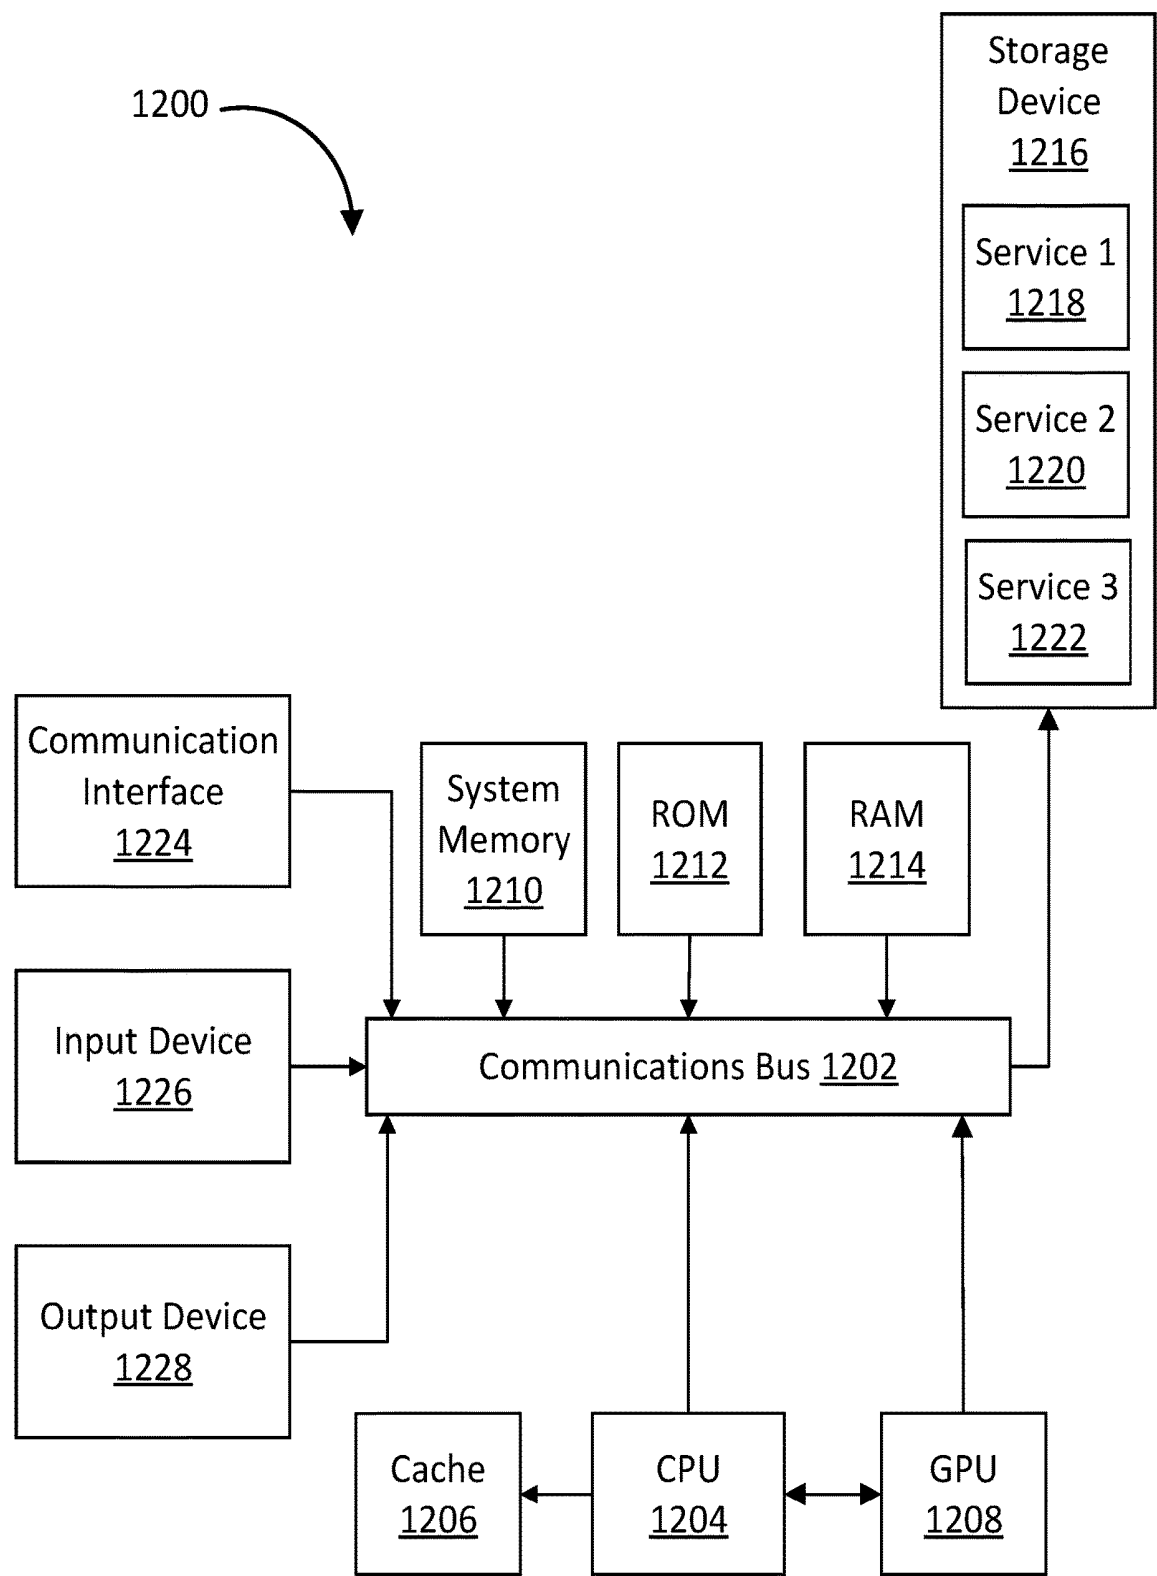 1200
Storage
Device
1216
Service 1
1218
Service 2
1220
Service 3
1222
Communication
Interface
1224
System
Memory
1210
ROM
1212
RAM
1214
Input Device
1226
Communications Bus 1202
Output Device
1228
Cache
1206
CPU
1204
GPU
1208